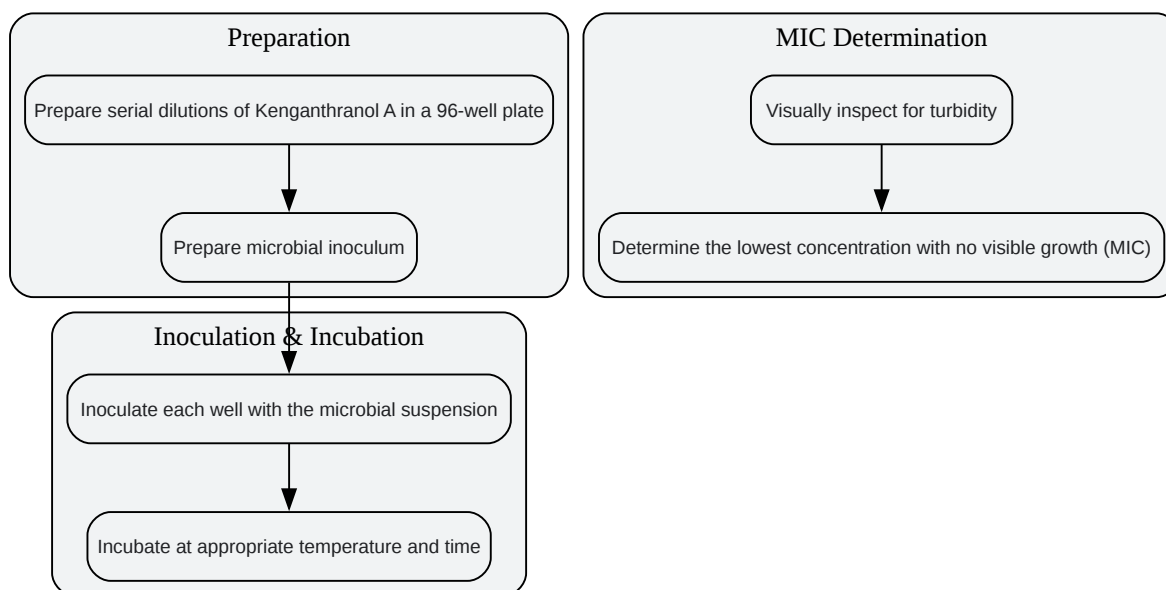 Preparation
Prepare serial dilutions of Kenganthranol A in a 96-well plate
Prepare microbial inoculum
Inoculation & Incubation
Inoculate each well with the microbial suspension
Incubate at appropriate temperature and time
MIC Determination
Visually inspect for turbidity
Determine the lowest concentration with no visible growth (MIC)